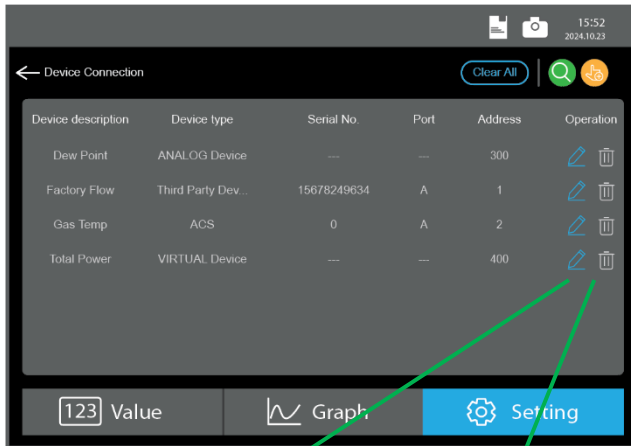 15:52
2024.10.23
Device Connection Clear All
Device description Device type Serial No. Port Address Operation
Dew Point ANALOG Device --- --- 300
Factory Flow Third Party Dev... 15678249634 A 1
Gas Temp ACS 0 A 2
Total Power VIRTUAL Device --- --- 400
123 Value Graph Setting